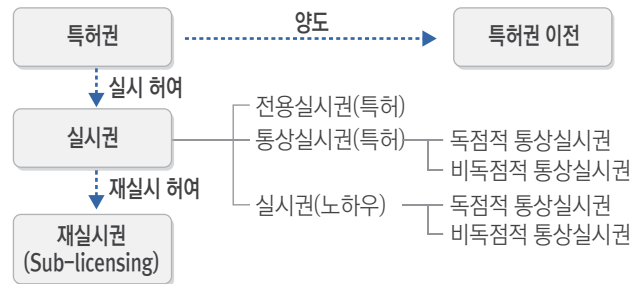 특허권
양도
특허권 이전
실시 허여
실시권
전용실시권(특허)
통상실시권(특허)
독점적 통상실시권
비독점적 통상실시권
재실시 허여
실시권(노하우)
독점적 통상실시권
비독점적 통상실시권
재실시권
(Sub-licensing)